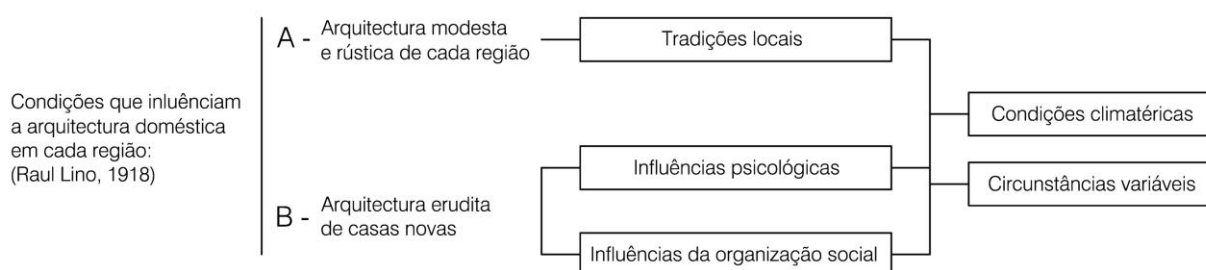 Condições que inluênciam
a arquitectura doméstica
em cada região:
(Raul Lino, 1918)
A - Arquitectura modesta
e rústica de cada região
B - Arquitectura erudita
de casas novas
Tradições locais
Influências psicológicas
Influências da organização social
Condições climatéricas
Circunstâncias variáveis